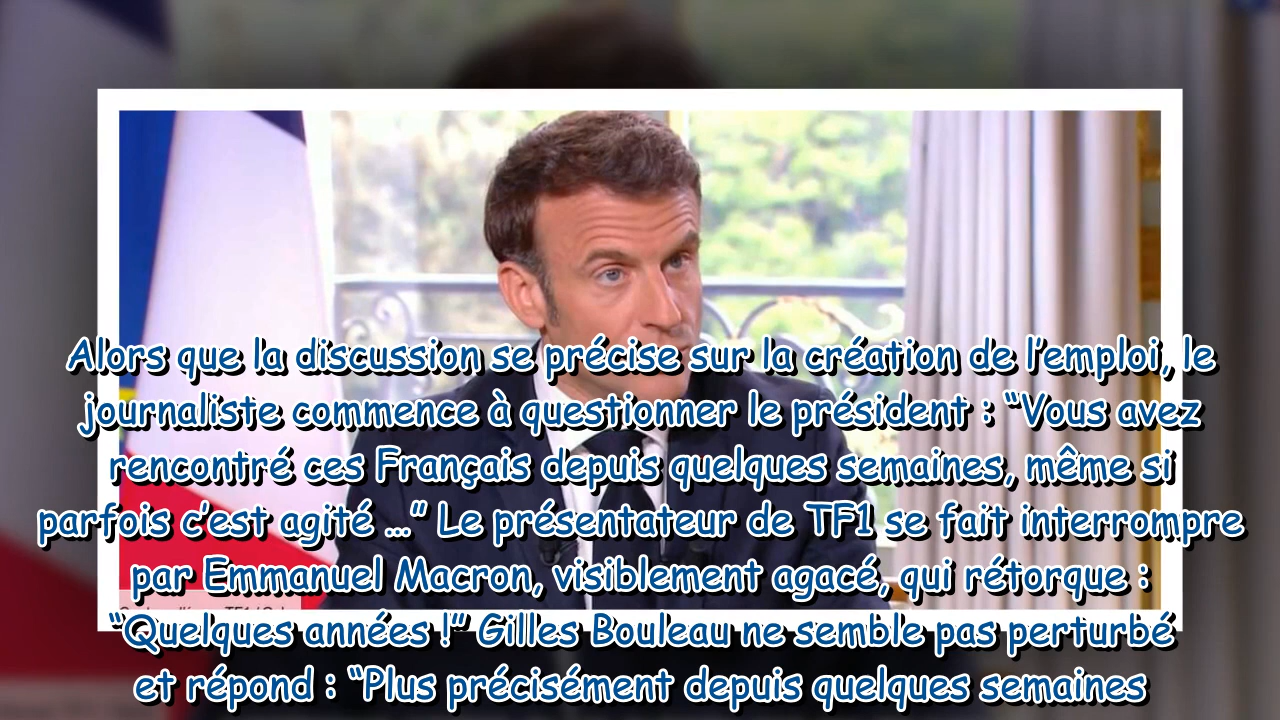 Alors que la discussion se précise sur la création de l'emploi, le
journaliste commence à questionner le président : “Vous avez
rencontré ces Français depuis quelques semaines, même si
parfois c'est agité ...” Le présentateur de TF1 se fait interrompre
par Emmanuel Macron, visiblement agacé, qui rétorque :
“Quelques années !” Gilles Bouleau ne semble pas perturbé
et répond : “Plus précisément depuis quelques semaines